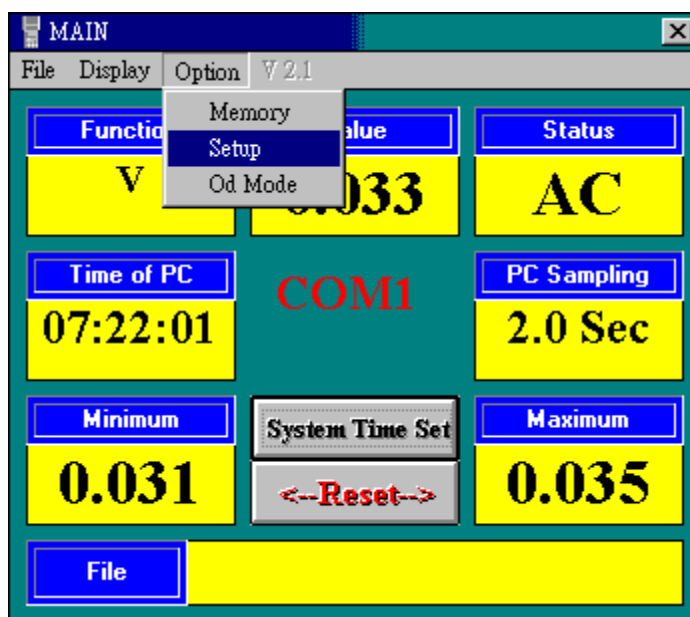 MAIN
File Display Option V 2.1
Memory
Setup
Od Mode
Status
V
AC
Time of PC
COM1
PC Sampling
07:22:01
2.0 Sec
Minimum
System Time Set
Maximum
0.031
<--Reset-->
0.035
File